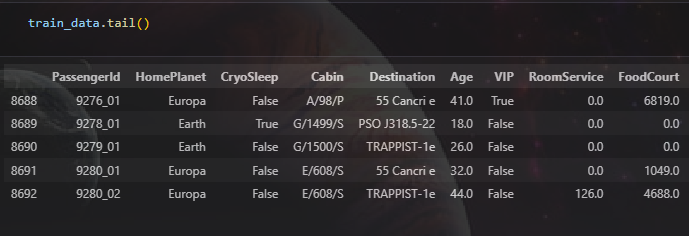 train_data.tail()
PassengerId HomePlanet CryoSleep Cabin Destination Age VIP RoomService FoodCourt
8688 9276_01 Europa False A/98/P 55 Cancri e 41.0 True 0.0 6819.0
8689 9278_01 Earth True G/1499/S PSO J318.5-22 18.0 False 0.0 0.0
8690 9279_01 Earth False G/1500/S TRAPPIST-1e 26.0 False 0.0 0.0
8691 9280_01 Europa False E/608/S 55 Cancri e 32.0 False 0.0 1049.0
8692 9280_02 Europa False E/608/S TRAPPIST-1e 44.0 False 126.0 4688.0